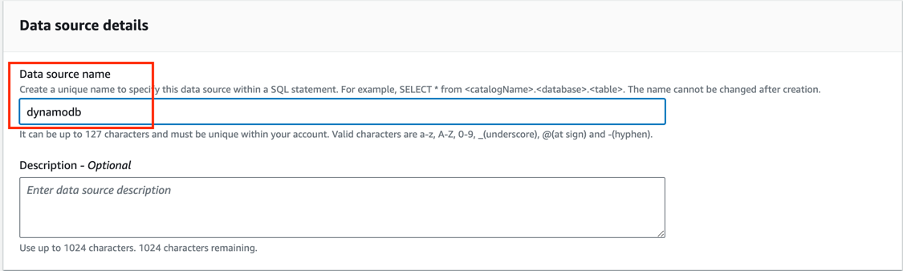 Data source details
Data source name
Create a unique name to specify this data source within a SQL statement. For example, SELECT * from <catalogName>.<database>.<table>. The name cannot be changed after creation.
dynamodb
It can be up to 127 characters and must be unique within your account. Valid characters are a-z, A-Z, 0-9, _(underscore), @(at sign) and -(hyphen).
Description - Optional
Enter data source description
Use up to 1024 characters. 1024 characters remaining.